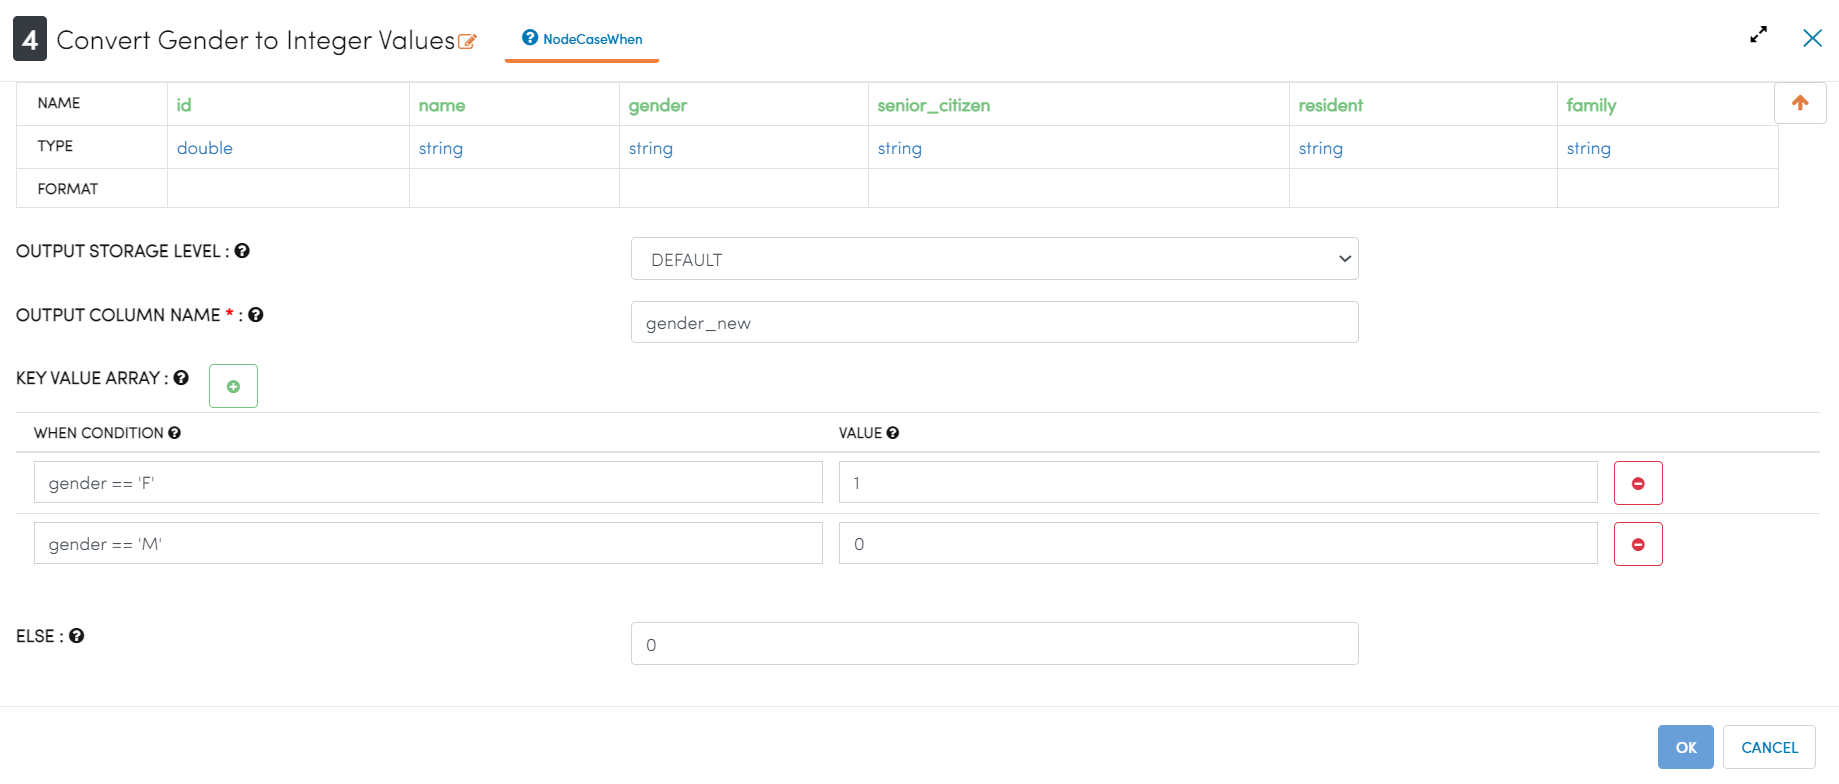 4 Convert Gender to Integer Values NodeCaseWhen
NAME id name gender senior_citizen resident family
TYPE double string string string string string
FORMAT
OUTPUT STORAGE LEVEL : DEFAULT
OUTPUT COLUMN NAME * : gender_new
KEY VALUE ARRAY :
WHEN CONDITION VALUE
gender == 'F' 1
gender == 'M' 0
ELSE : 0
OK CANCEL